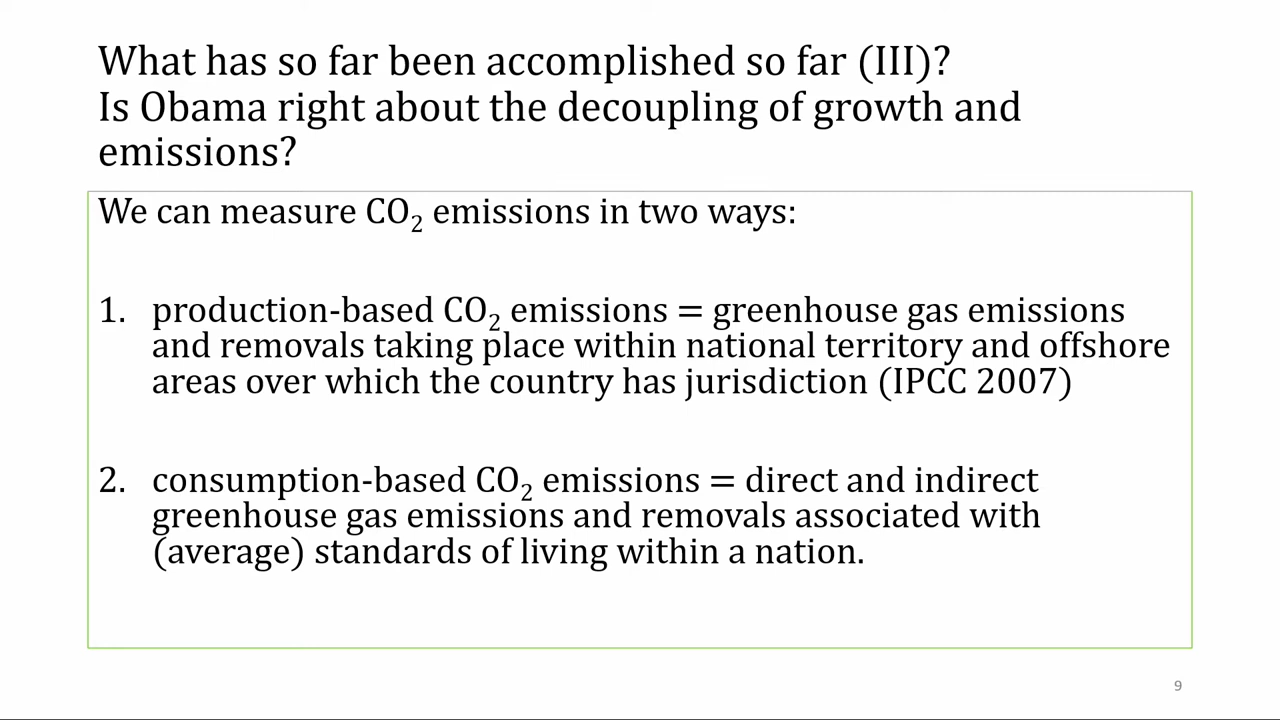 What has so far been accomplished so far (III)?
Is Obama right about the decoupling of growth and
emissions?
We can measure CO₂ emissions in two ways:
1. production-based CO₂ emissions = greenhouse gas emissions
and removals taking place within national territory and offshore
areas over which the country has jurisdiction (IPCC 2007)
2. consumption-based CO₂ emissions = direct and indirect
greenhouse gas emissions and removals associated with
(average) standards of living within a nation.
9